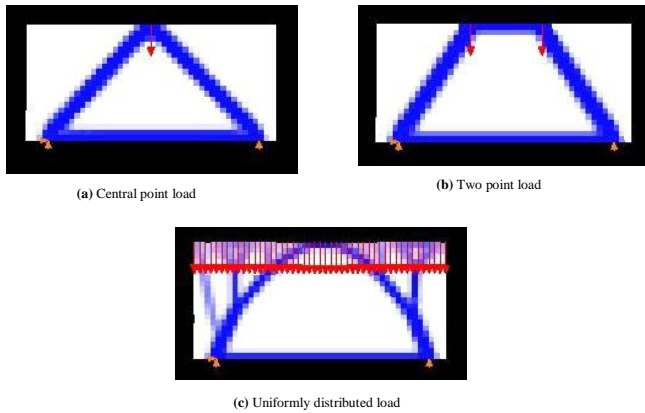 (a) Central point load
(b) Two point load
(c) Uniformly distributed load